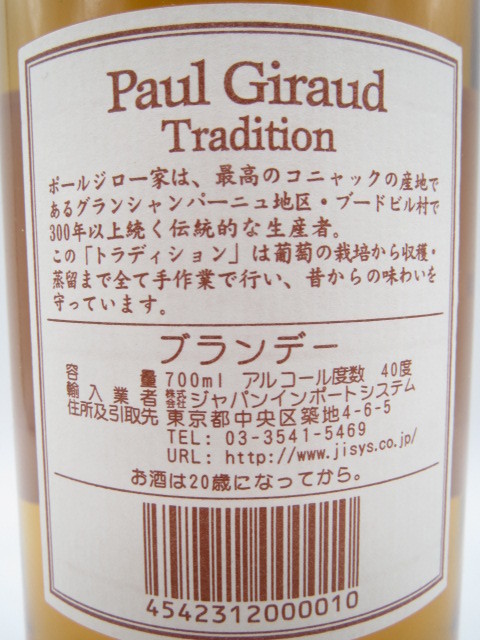 Paul Giraud
Tradition
ポールジロー家は、最高のコニャックの産地で
あるグランシャンパーニュ地区・ブードビル村で
300年以上続く伝統的な生産者。
この「トラディション」は葡萄の栽培から収穫・
蒸留まで全て手作業で行い、昔からの味わいを
守っています。
ブランデー
容量 700ml アルコール度数 40度
輸入業者 株式会社ジャパンインポートシステム
住所及引取先 東京都中央区築地4-6-5
TEL: 03-3541-5469
URL: http://www.jisys.co.jp/
お酒は20歳になってから。
4542312000010